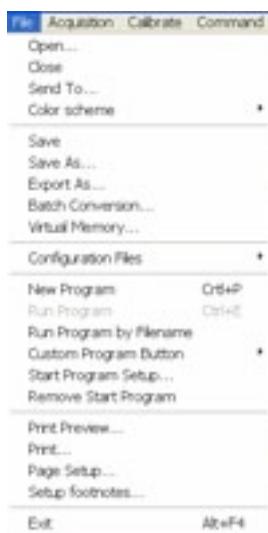 File Acquisition Calibrate Command
Open...
Close
Send To...
Color scheme
Save
Save As...
Export As...
Batch Conversion...
Virtual Memory...
Configuration Files
New Program Crtl+P
Run Program Ctrl+E
Run Program by Filename
Custom Program Button
Start Program Setup...
Remove Start Program
Print Preview...
Print...
Page Setup...
Setup footnotes...
Exit Alt+F4